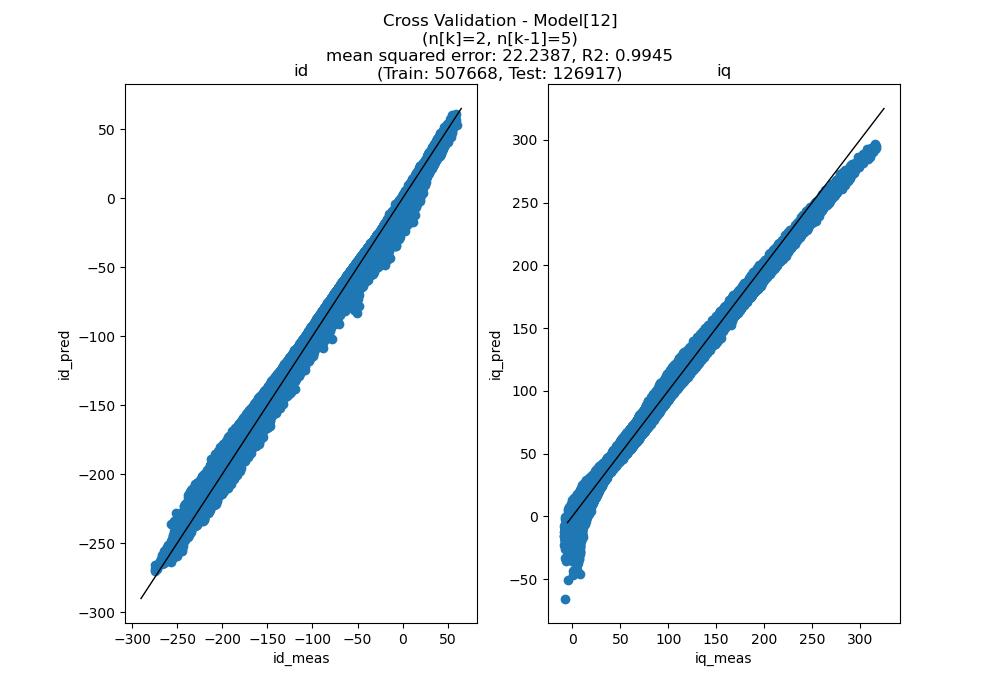 Cross Validation - Model[12]
(n[k]=2, n[k-1]=5)
mean squared error: 22.2387, R2: 0.9945
(Train: 507668, Test: 126917)
id
50
0
−50
−100
−150
−200
−250
−300
id_pred
−300 −250 −200 −150 −100 −50 0 50
id_meas
iq
300
250
200
150
100
50
0
−50
iq_pred
0 50 100 150 200 250 300
iq_meas